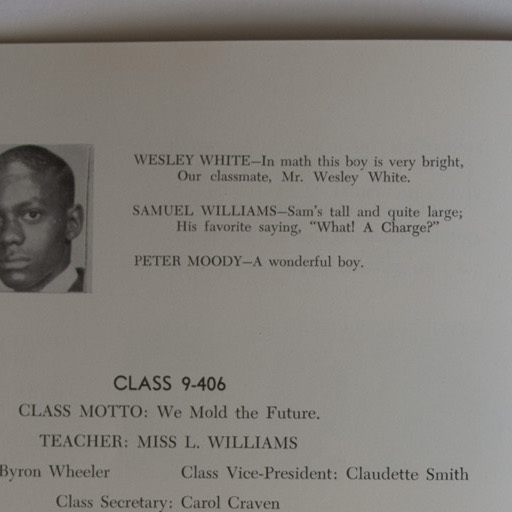 WESLEY WHITE—In math this boy is very bright,
Our classmate, Mr. Wesley White.
SAMUEL WILLIAMS—Sam's tall and quite large;
His favorite saying, "What! A Charge?"
PETER MOODY—A wonderful boy.
CLASS 9-406
CLASS MOTTO: We Mold the Future.
TEACHER: MISS L. WILLIAMS
Byron Wheeler Class Vice-President: Claudette Smith
Class Secretary: Carol Craven